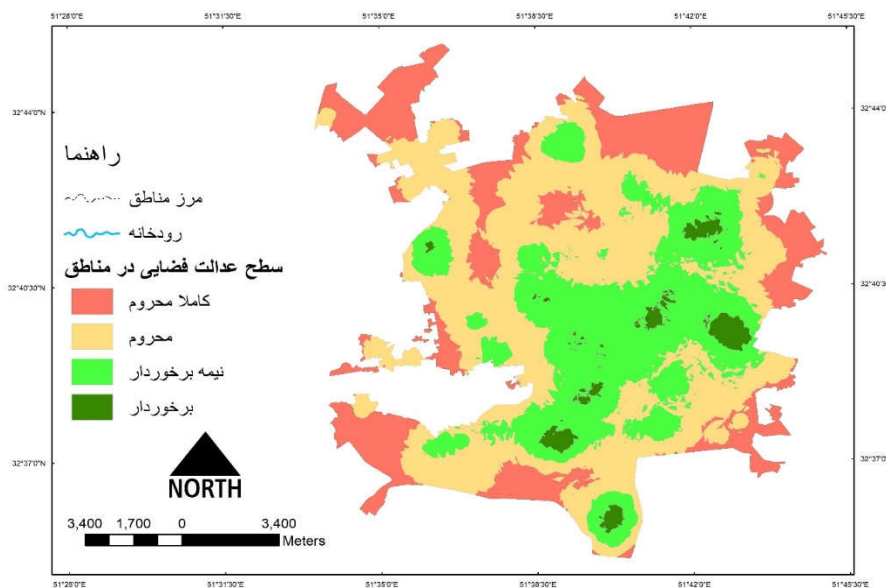 51°28'0"E 51°31'30"E 51°35'0"E 51°38'30"E 51°42'0"E 51°45'30"E
32°44'0"N 32°44'0"N
راهنما
مرز مناطق
رودخانه
سطح عدالت فضایی در مناطق
32°40'30"N 32°40'30"N
کاملا محروم
محروم
نیمه برخوردار
برخوردار
32°37'0"N 32°37'0"N
NORTH
3,400 1,700 0 3,400
Meters
51°28'0"E 51°31'30"E 51°35'0"E 51°38'30"E 51°42'0"E 51°45'30"E